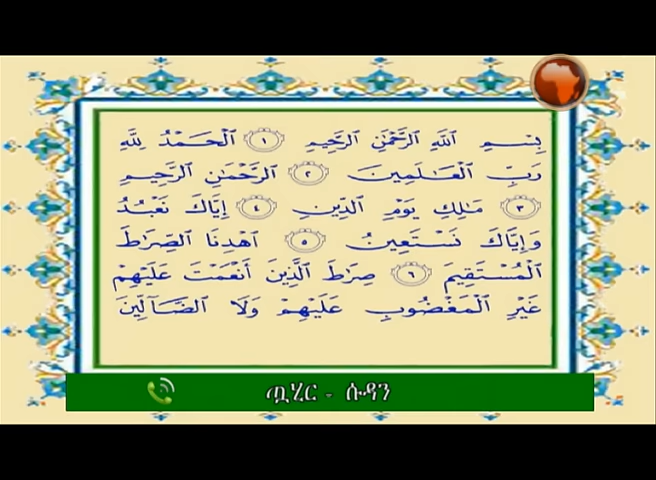 بِسْمِ ٱللَّهِ ٱلرَّحْمَٰنِ ٱلرَّحِيمِ ١ ٱلْحَمْدُ لِلَّهِ
رَبِّ ٱلْعَٰلَمِينَ ٢ ٱلرَّحْمَٰنِ ٱلرَّحِيمِ
٣ مَٰلِكِ يَوْمِ ٱلدِّينِ ٤ إِيَّاكَ نَعْبُدُ
وَإِيَّاكَ نَسْتَعِينُ ٥ ٱهْدِنَا ٱلصِّرَٰطَ
ٱلْمُسْتَقِيمَ ٦ صِرَٰطَ ٱلَّذِينَ أَنْعَمْتَ عَلَيْهِمْ
غَيْرِ ٱلْمَغْضُوبِ عَلَيْهِمْ وَلَا ٱلضَّآلِّينَ
ጧሂር - ሱዳን